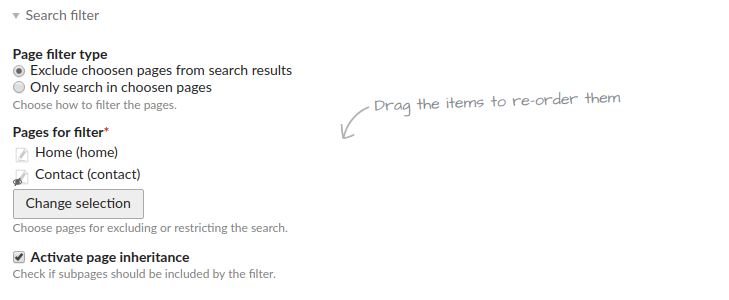 Search filter
Page filter type
Exclude choosen pages from search results
Only search in choosen pages
Choose how to filter the pages.
Drag the items to re-order them
Pages for filter*
Home (home)
Contact (contact)
Change selection
Choose pages for excluding or restricting the search.
Activate page inheritance
Check if subpages should be included by the filter.